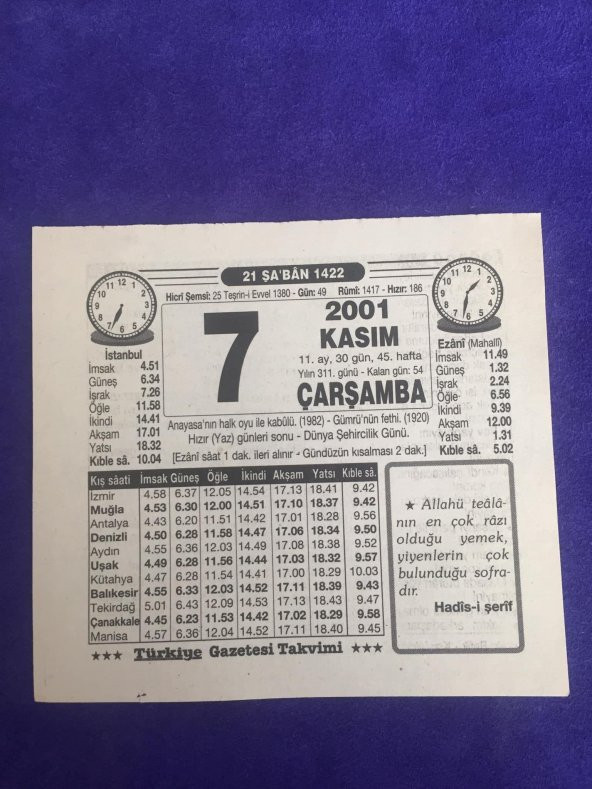 21 ŞA'BÂN 1422
Hicrî Şemsî: 25 Teşrin-i Evvel 1380 - Gün: 49 Rûmî: 1417 - Hızır: 186
7
2001
KASIM
11. ay, 30 gün, 45. hafta
Yılın 311. günü - Kalan gün: 54
ÇARŞAMBA
Anayasa'nın halk oyu ile kabûlü. (1982) - Gümrü'nün fethi. (1920)
Hızır (Yaz) günleri sonu - Dünya Şehircilik Günü.
[Ezânî sâat 1 dak. ileri alınır - Gündüzün kısalması 2 dak.]
İstanbul
İmsak 4.51
Güneş 6.34
İşrak 7.26
Öğle 11.58
İkindi 14.41
Akşam 17.01
Yatsı 18.32
Kıble sâ. 10.04
Ezânî (Mahallî)
İmsak 11.49
Güneş 1.32
İşrak 2.24
Öğle 6.56
İkindi 9.39
Akşam 12.00
Yatsı 1.31
Kıble sâ. 5.02
Kış sâati İmsak Güneş Öğle İkindi Akşam Yatsı Kıble sâ.
İzmir 4.58 6.37 12.05 14.54 17.13 18.41 9.42
Muğla 4.53 6.30 12.00 14.51 17.10 18.37 9.42
Antalya 4.43 6.20 11.51 14.42 17.01 18.28 9.56
Denizli 4.50 6.28 11.58 14.47 17.06 18.34 9.50
Aydın 4.55 6.36 12.03 14.49 17.08 18.38 9.52
Uşak 4.49 6.28 11.56 14.44 17.03 18.32 9.57
Kütahya 4.47 6.28 11.54 14.41 17.00 18.29 10.03
Balıkesir 4.55 6.33 12.03 14.52 17.11 18.39 9.43
Tekirdağ 5.01 6.43 12.09 14.53 17.13 18.43 9.47
Çanakkale 4.45 6.23 11.53 14.42 17.02 18.29 9.58
Manisa 4.57 6.36 12.04 14.52 17.11 18.40 9.45
★★★ Türkiye Gazetesi Takvimi ★★★
★ Allahü teâlâ-
nın en çok râzı
olduğu yemek,
yiyenlerin çok
bulunduğu sofra-
dır.
Hadîs-i şerîf